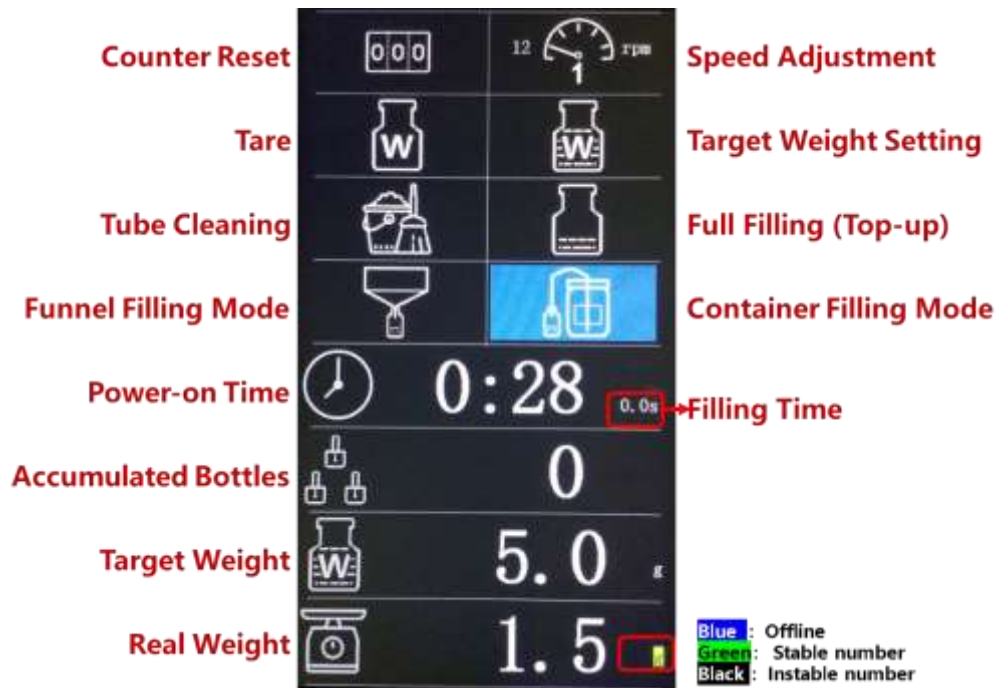 Counter Reset
000
12
1
rpm
Speed Adjustment
Tare
W
W
Target Weight Setting
Tube Cleaning
Full Filling (Top-up)
Funnel Filling Mode
Container Filling Mode
Power-on Time
0:28
0.0s
Filling Time
Accumulated Bottles
0
Target Weight
W
5.0
g
Real Weight
1.5
Blue : Offline
Green: Stable number
Black : Instable number